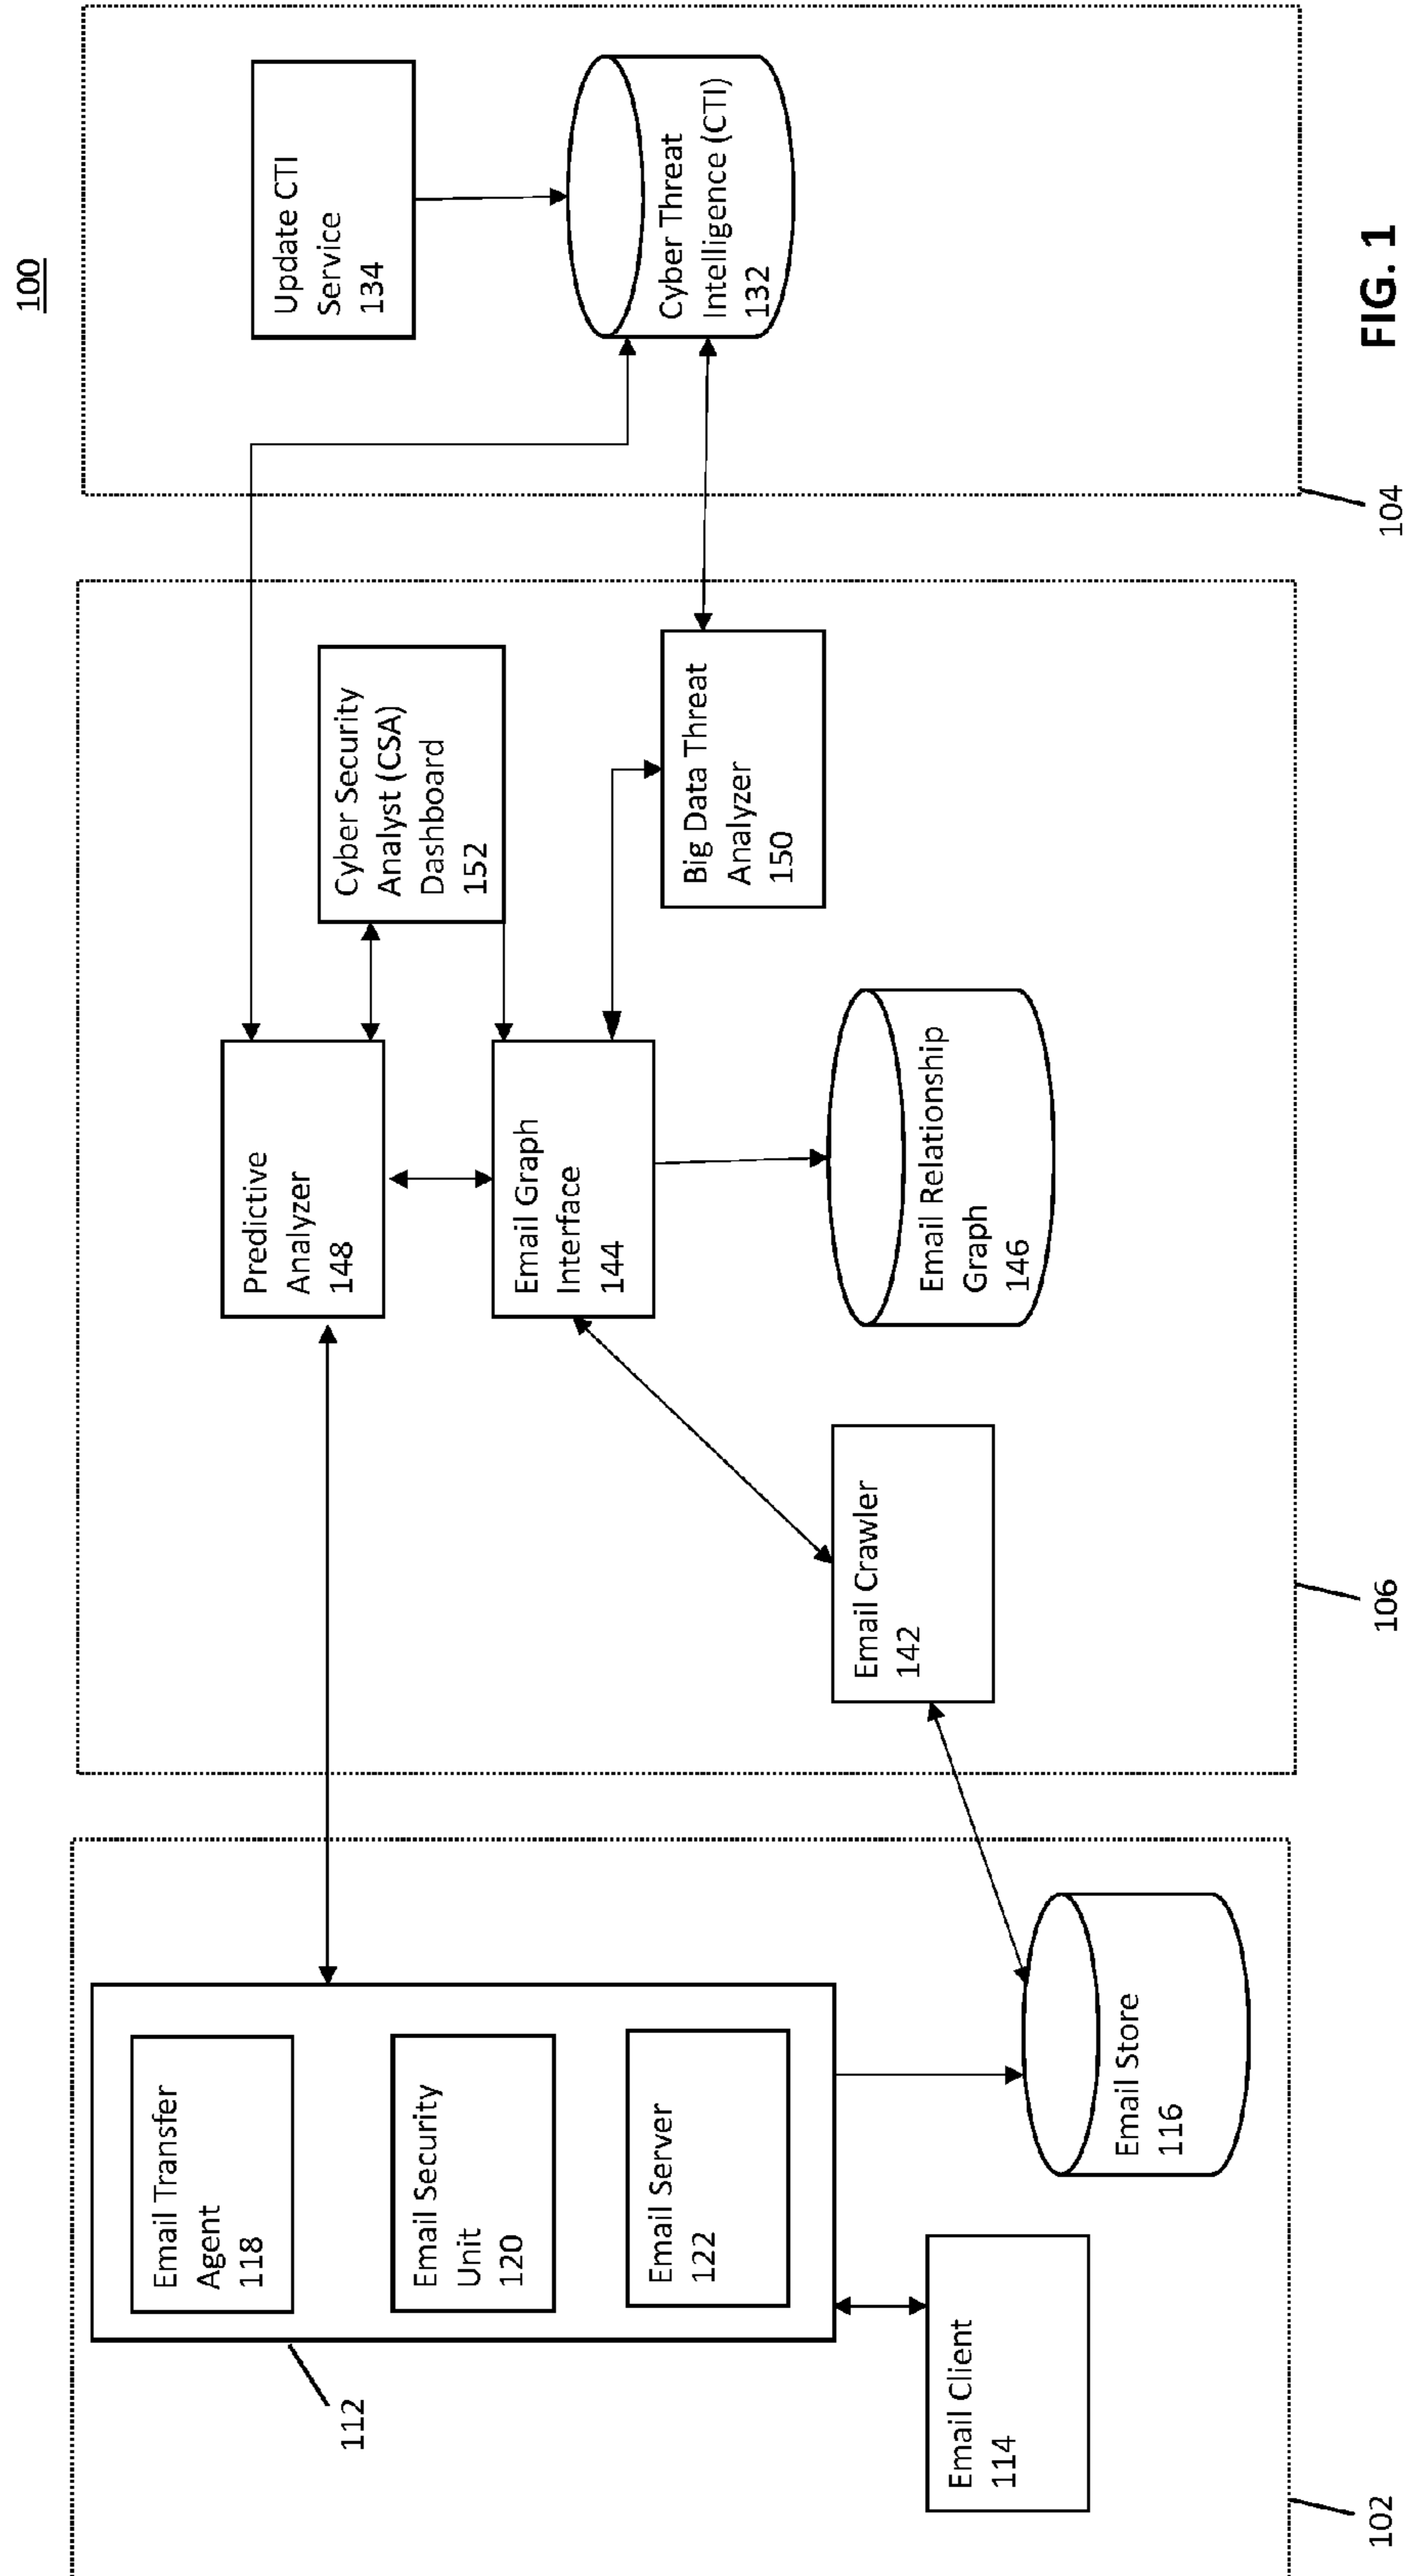 100
Email Transfer
Agent
118
Email Security
Unit
120
Email Server
122
112
Email Client
114
Email Store
116
102
Predictive
Analyzer
148
Cyber Security
Analyst (CSA)
Dashboard
152
Email Graph
Interface
144
Big Data Threat
Analyzer
150
Email Crawler
142
Email Relationship
Graph
146
106
Update CTI
Service
134
Cyber Threat
Intelligence (CTI)
132
104
FIG. 1